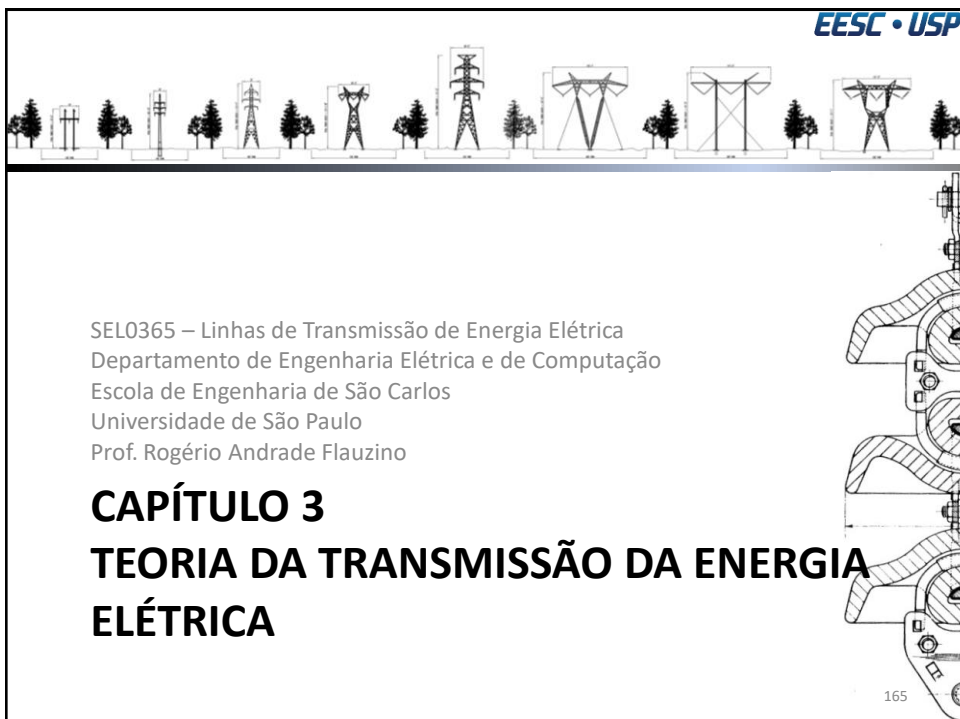 EESC • USP
SEL0365 – Linhas de Transmissão de Energia Elétrica
Departamento de Engenharia Elétrica e de Computação
Escola de Engenharia de São Carlos
Universidade de São Paulo
Prof. Rogério Andrade Flauzino
CAPÍTULO 3
TEORIA DA TRANSMISSÃO DA ENERGIA
ELÉTRICA
165